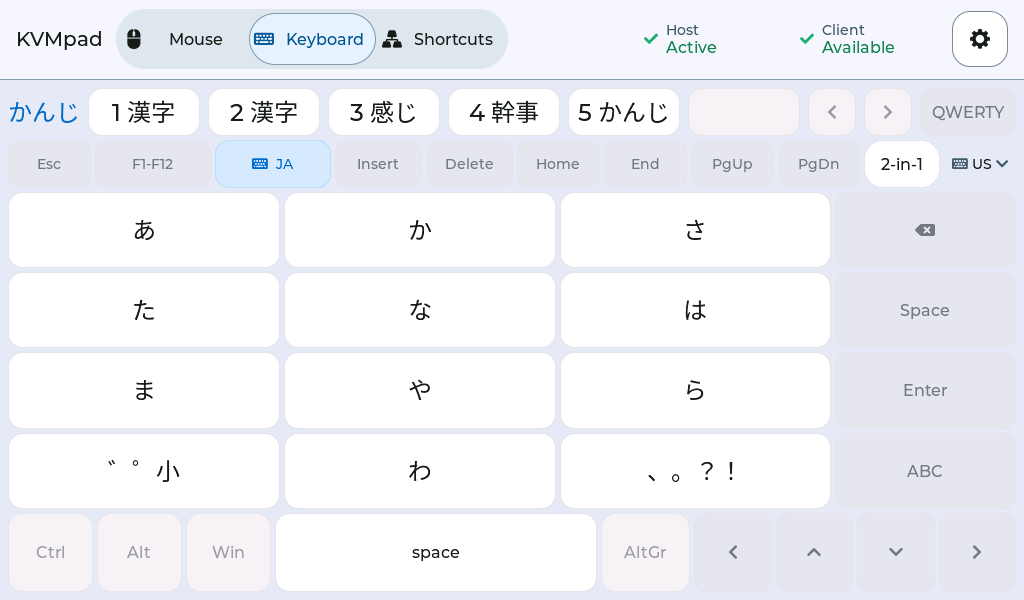 KVMpad Mouse Keyboard Shortcuts Host Active Client Available
かんじ 1 漢字 2 漢字 3 感じ 4 幹事 5 かんじ QWERTY
Esc F1-F12 JA Insert Delete Home End PgUp PgDn 2-in-1 US
あ か さ
た な は Space
ま や ら Enter
゛゜小 わ 、。？！ ABC
Ctrl Alt Win space AltGr